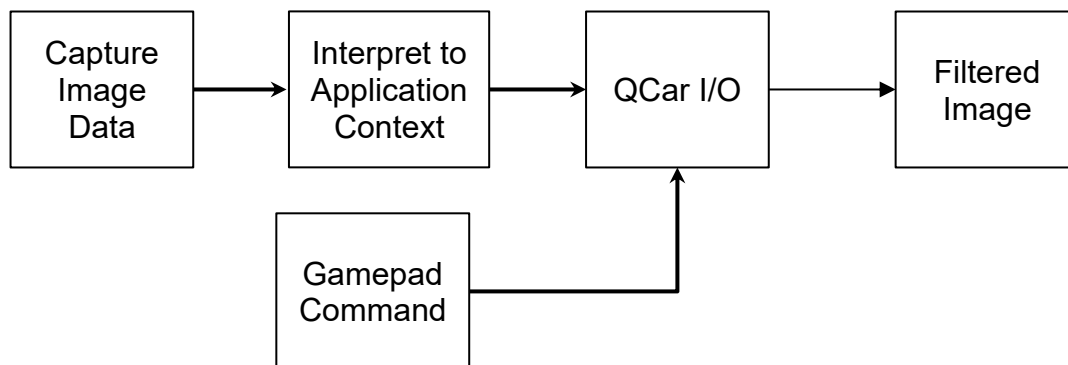 Capture
Image
Data
Interpret to
Application
Context
QCar I/O
Filtered
Image
Gamepad
Command